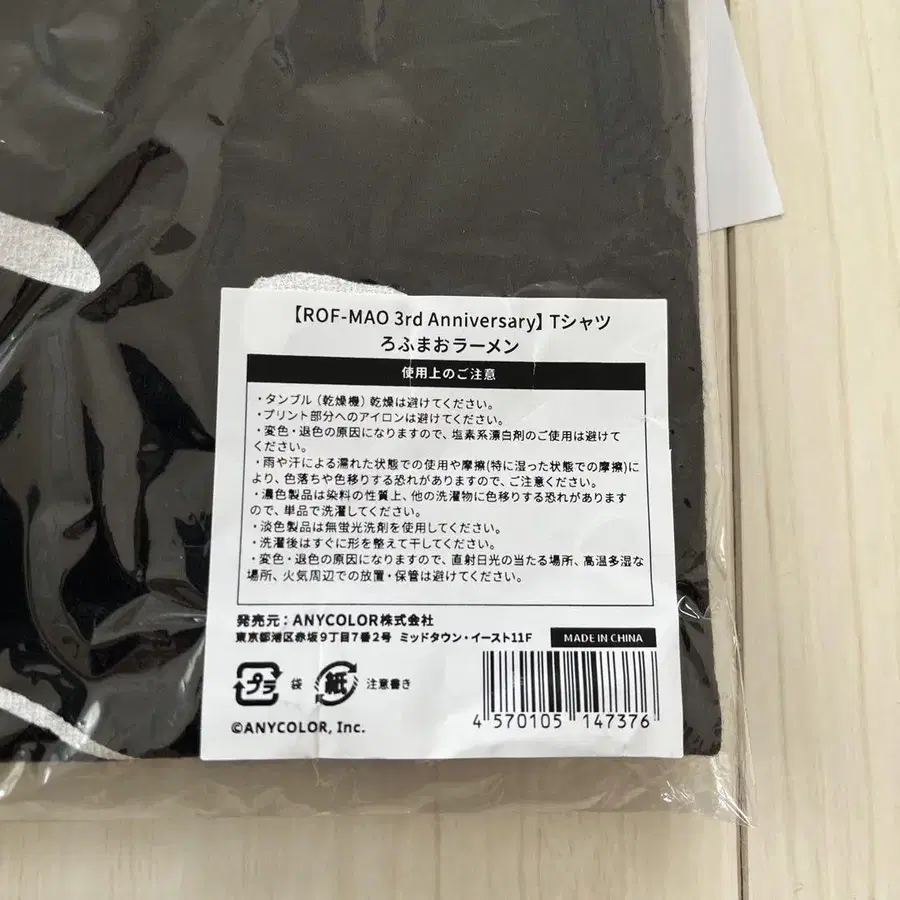 【ROF-MAO 3rd Anniversary】Tシャツ
ろふまおラーメン
使用上のご注意
・タンブル（乾燥機）乾燥は避けてください。
・プリント部分へのアイロンは避けてください。
・変色・退色の原因になりますので、塩素系漂白剤のご使用は避けて
ください。
・雨や汗による濡れた状態での使用や摩擦(特に湿った状態での摩擦)に
より、色落ちや色移りする恐れがありますので、ご注意ください。
・濃色製品は染料の性質上、他の洗濯物に色移りする恐れがあります
ので、単品で洗濯してください。
・淡色製品は無蛍光洗剤を使用してください。
・洗濯後はすぐに形を整えて干してください。
・変色・退色の原因になりますので、直射日光の当たる場所、高温多湿な
場所、火気周辺での放置・保管は避けてください。
発売元：ANYCOLOR株式会社
東京都港区赤坂9丁目7番2号 ミッドタウン・イースト11F
MADE IN CHINA
プラ 袋 紙 注意書き
4 570105 147376
©ANYCOLOR, Inc.